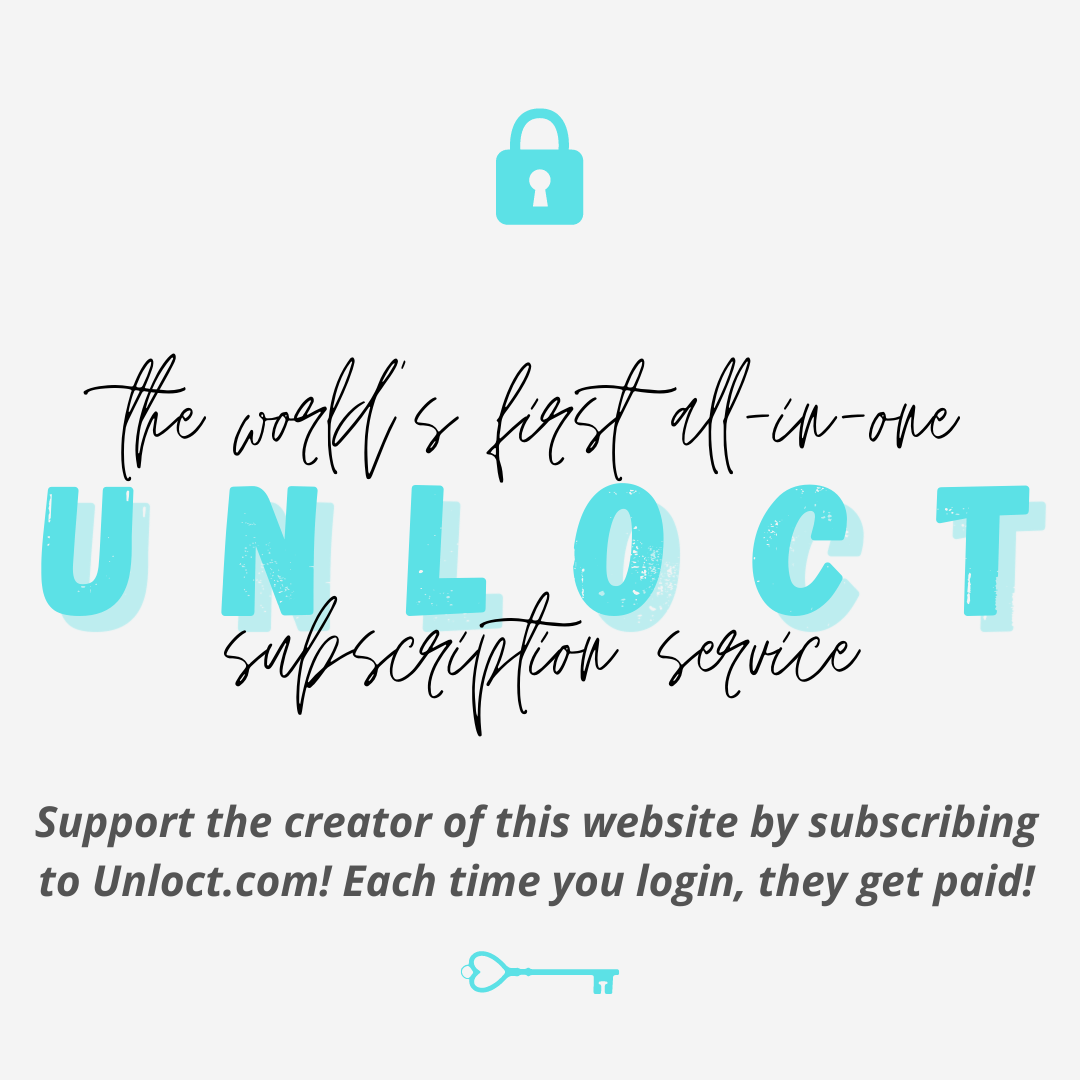 the world's first all-in-one
UNLOCT
subscription service
Support the creator of this website by subscribing
to Unloct.com! Each time you login, they get paid!